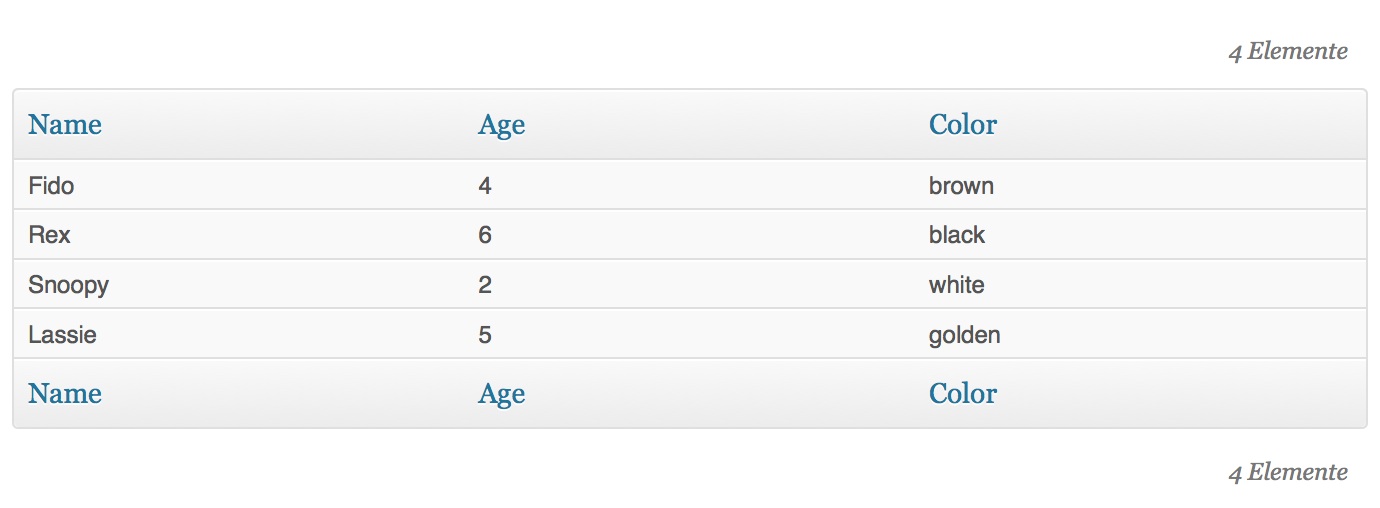 4 Elemente
Name Age Color
Fido 4 brown
Rex 6 black
Snoopy 2 white
Lassie 5 golden
Name Age Color
4 Elemente